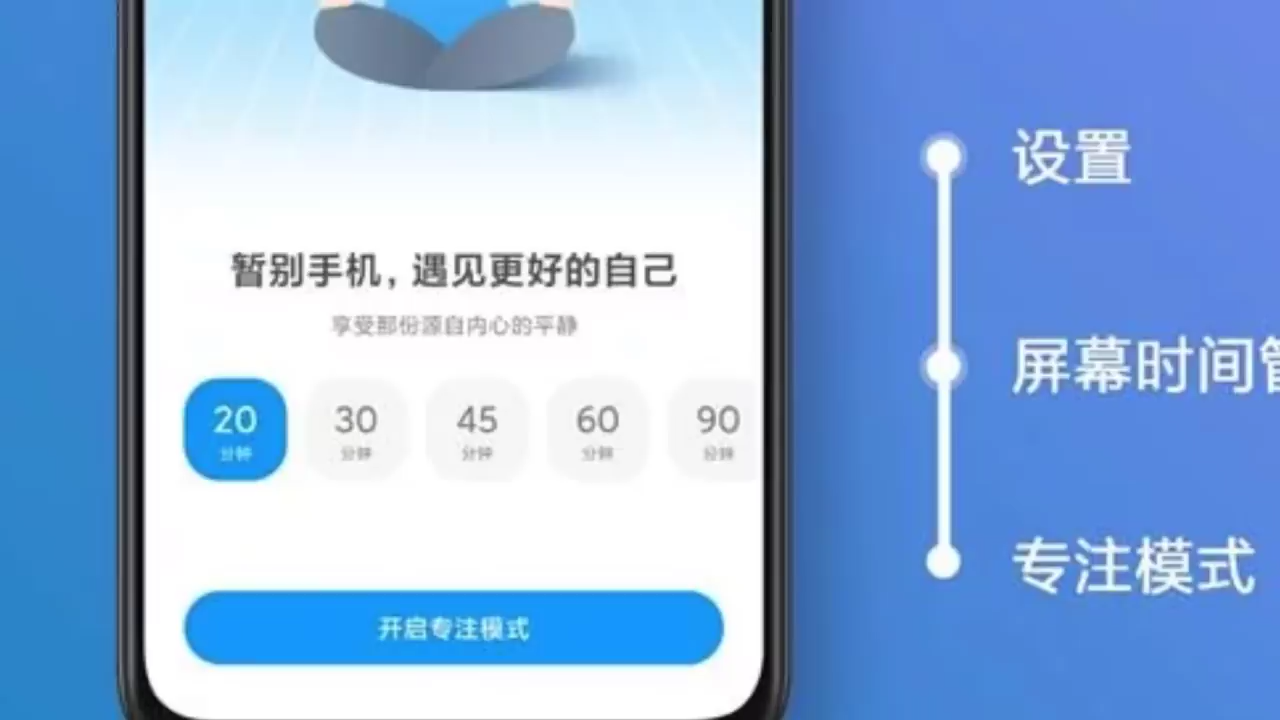 暂别手机，遇见更好的自己
享受那份源自内心的平静
20 30 45 60 90
分钟 分钟 分钟 分钟 分钟
开启专注模式
设置
屏幕时间管
专注模式